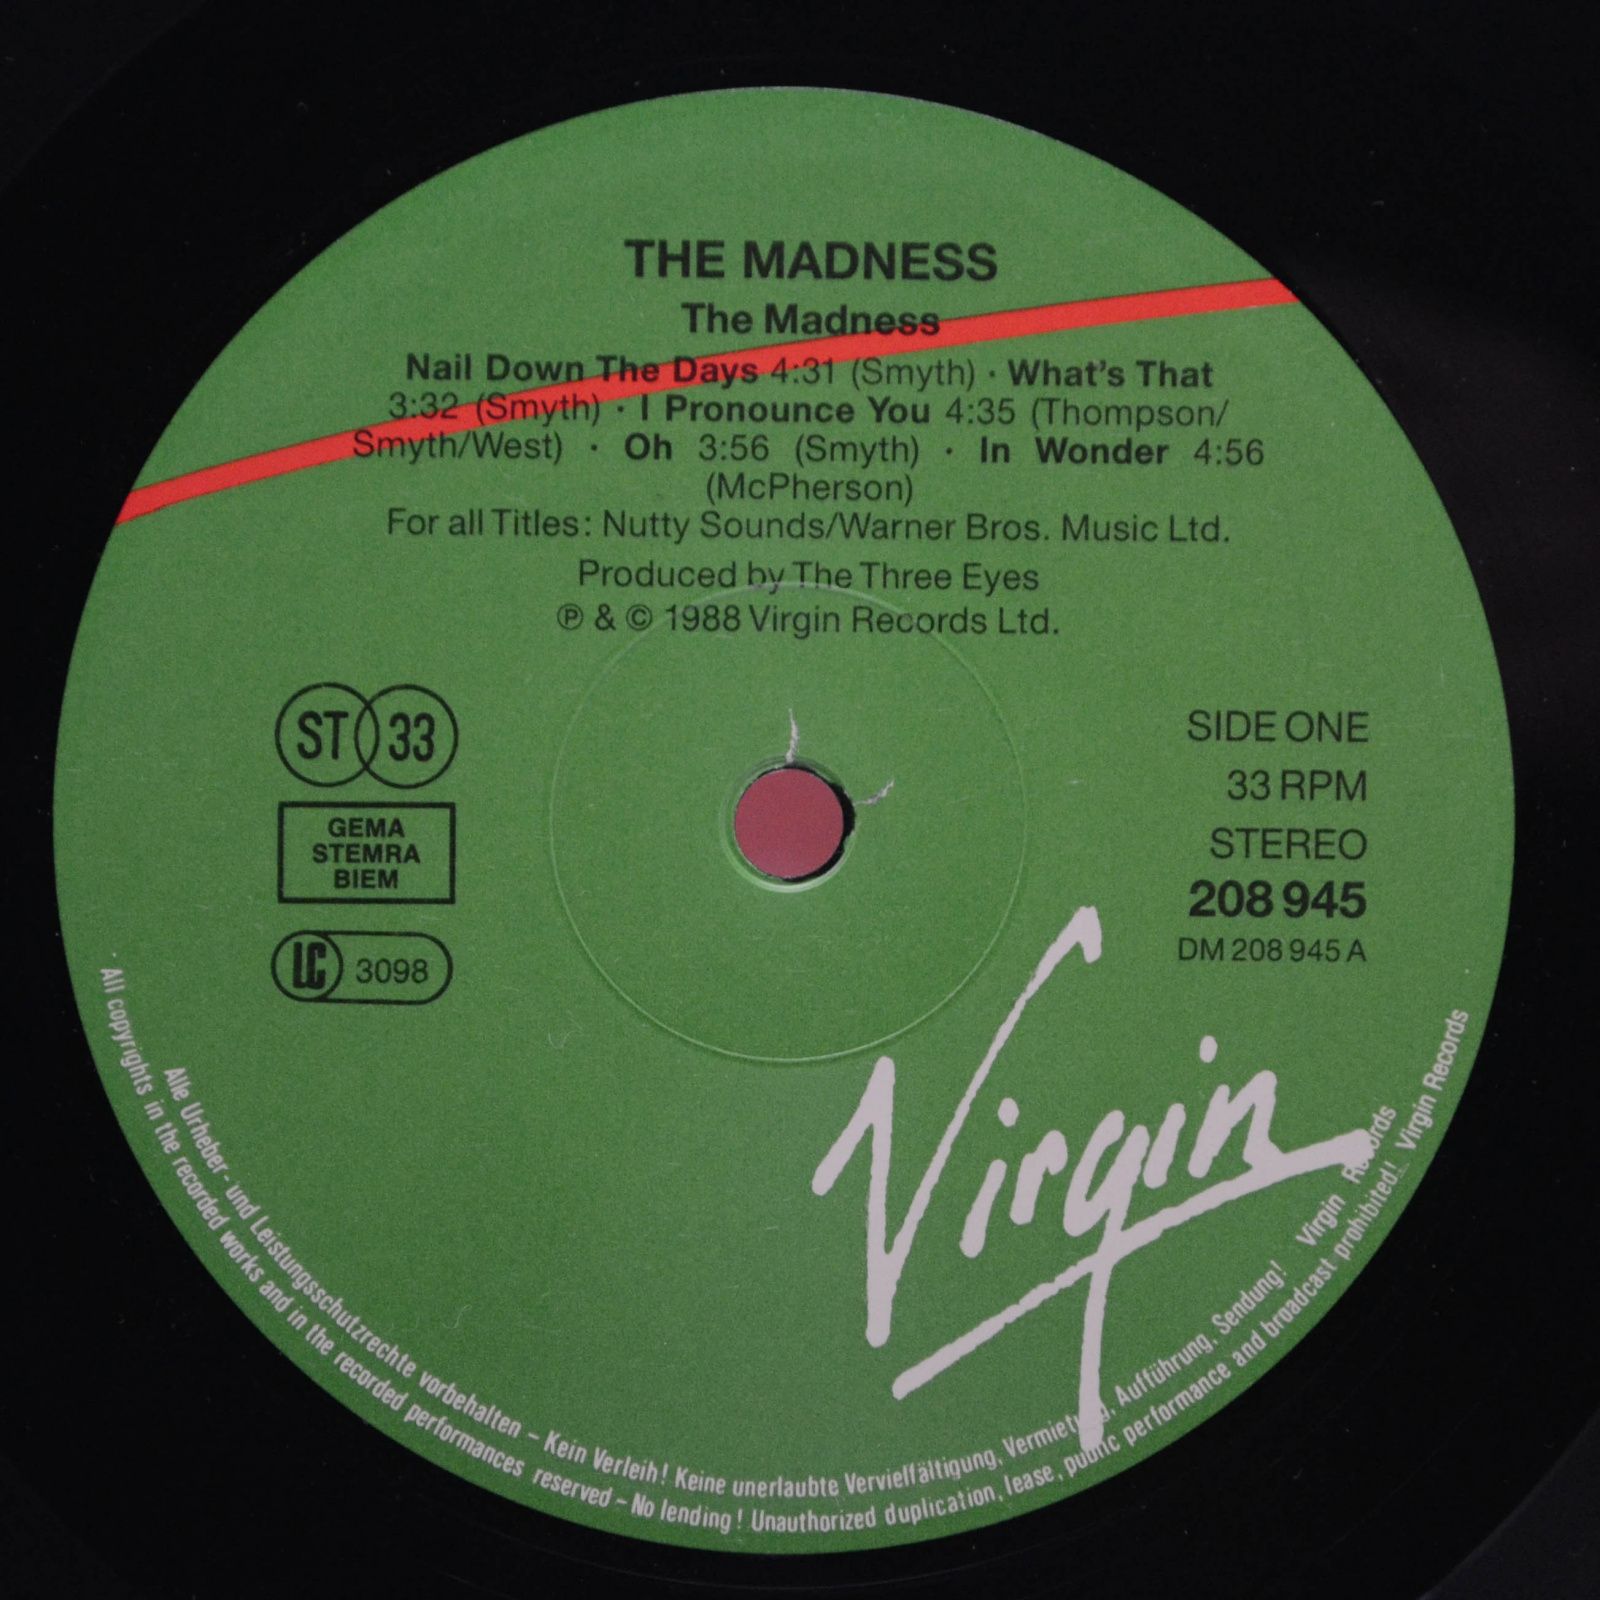 THE MADNESS
The Madness
Nail Down The Days 4:31 (Smyth) · What's That
3:32 (Smyth) · I Pronounce You 4:35 (Thompson/
Smyth/West) · Oh 3:56 (Smyth) · In Wonder 4:56
(McPherson)
For all Titles: Nutty Sounds/Warner Bros. Music Ltd.
Produced by The Three Eyes
℗ & © 1988 Virgin Records Ltd.
ST 33
GEMA
STEMRA
BIEM
LC 3098
SIDE ONE
33 RPM
STEREO
208 945
DM 208 945 A
Virgin
Alle Urheber- und Leistungsschutzrechte vorbehalten – Kein Verleih! Keine unerlaubte Vervielfältigung, Vermietung, Aufführung, Sendung! Virgin Records
All copyrights in the recorded works and in the recorded performances reserved – No lending! Unauthorized duplication, lease, public performance and broadcast prohibited! Virgin Records